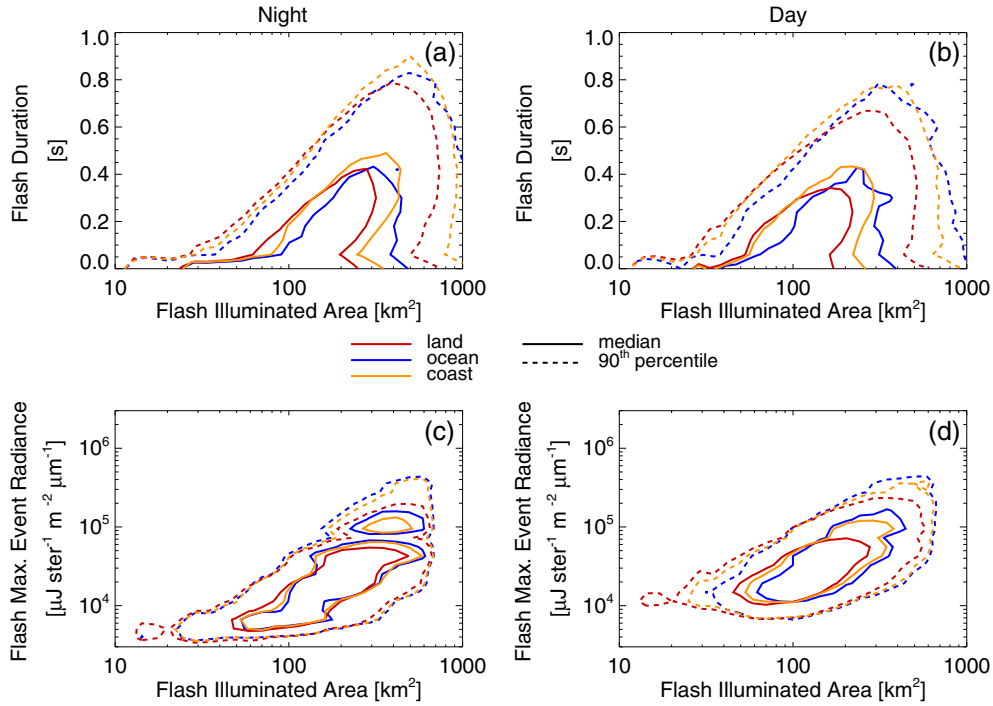 Night
Day
1.0
0.8
0.6
0.4
0.2
0.0
Flash Duration
[s]
(a)
10
100
1000
Flash Illuminated Area [km²]
1.0
0.8
0.6
0.4
0.2
0.0
Flash Duration
[s]
(b)
10
100
1000
Flash Illuminated Area [km²]
land
ocean
coast
median
90th percentile
10⁶
10⁵
10⁴
Flash Max. Event Radiance
[µJ ster⁻¹ m⁻² µm⁻¹]
(c)
10
100
1000
Flash Illuminated Area [km²]
10⁶
10⁵
10⁴
Flash Max. Event Radiance
[µJ ster⁻¹ m⁻² µm⁻¹]
(d)
10
100
1000
Flash Illuminated Area [km²]